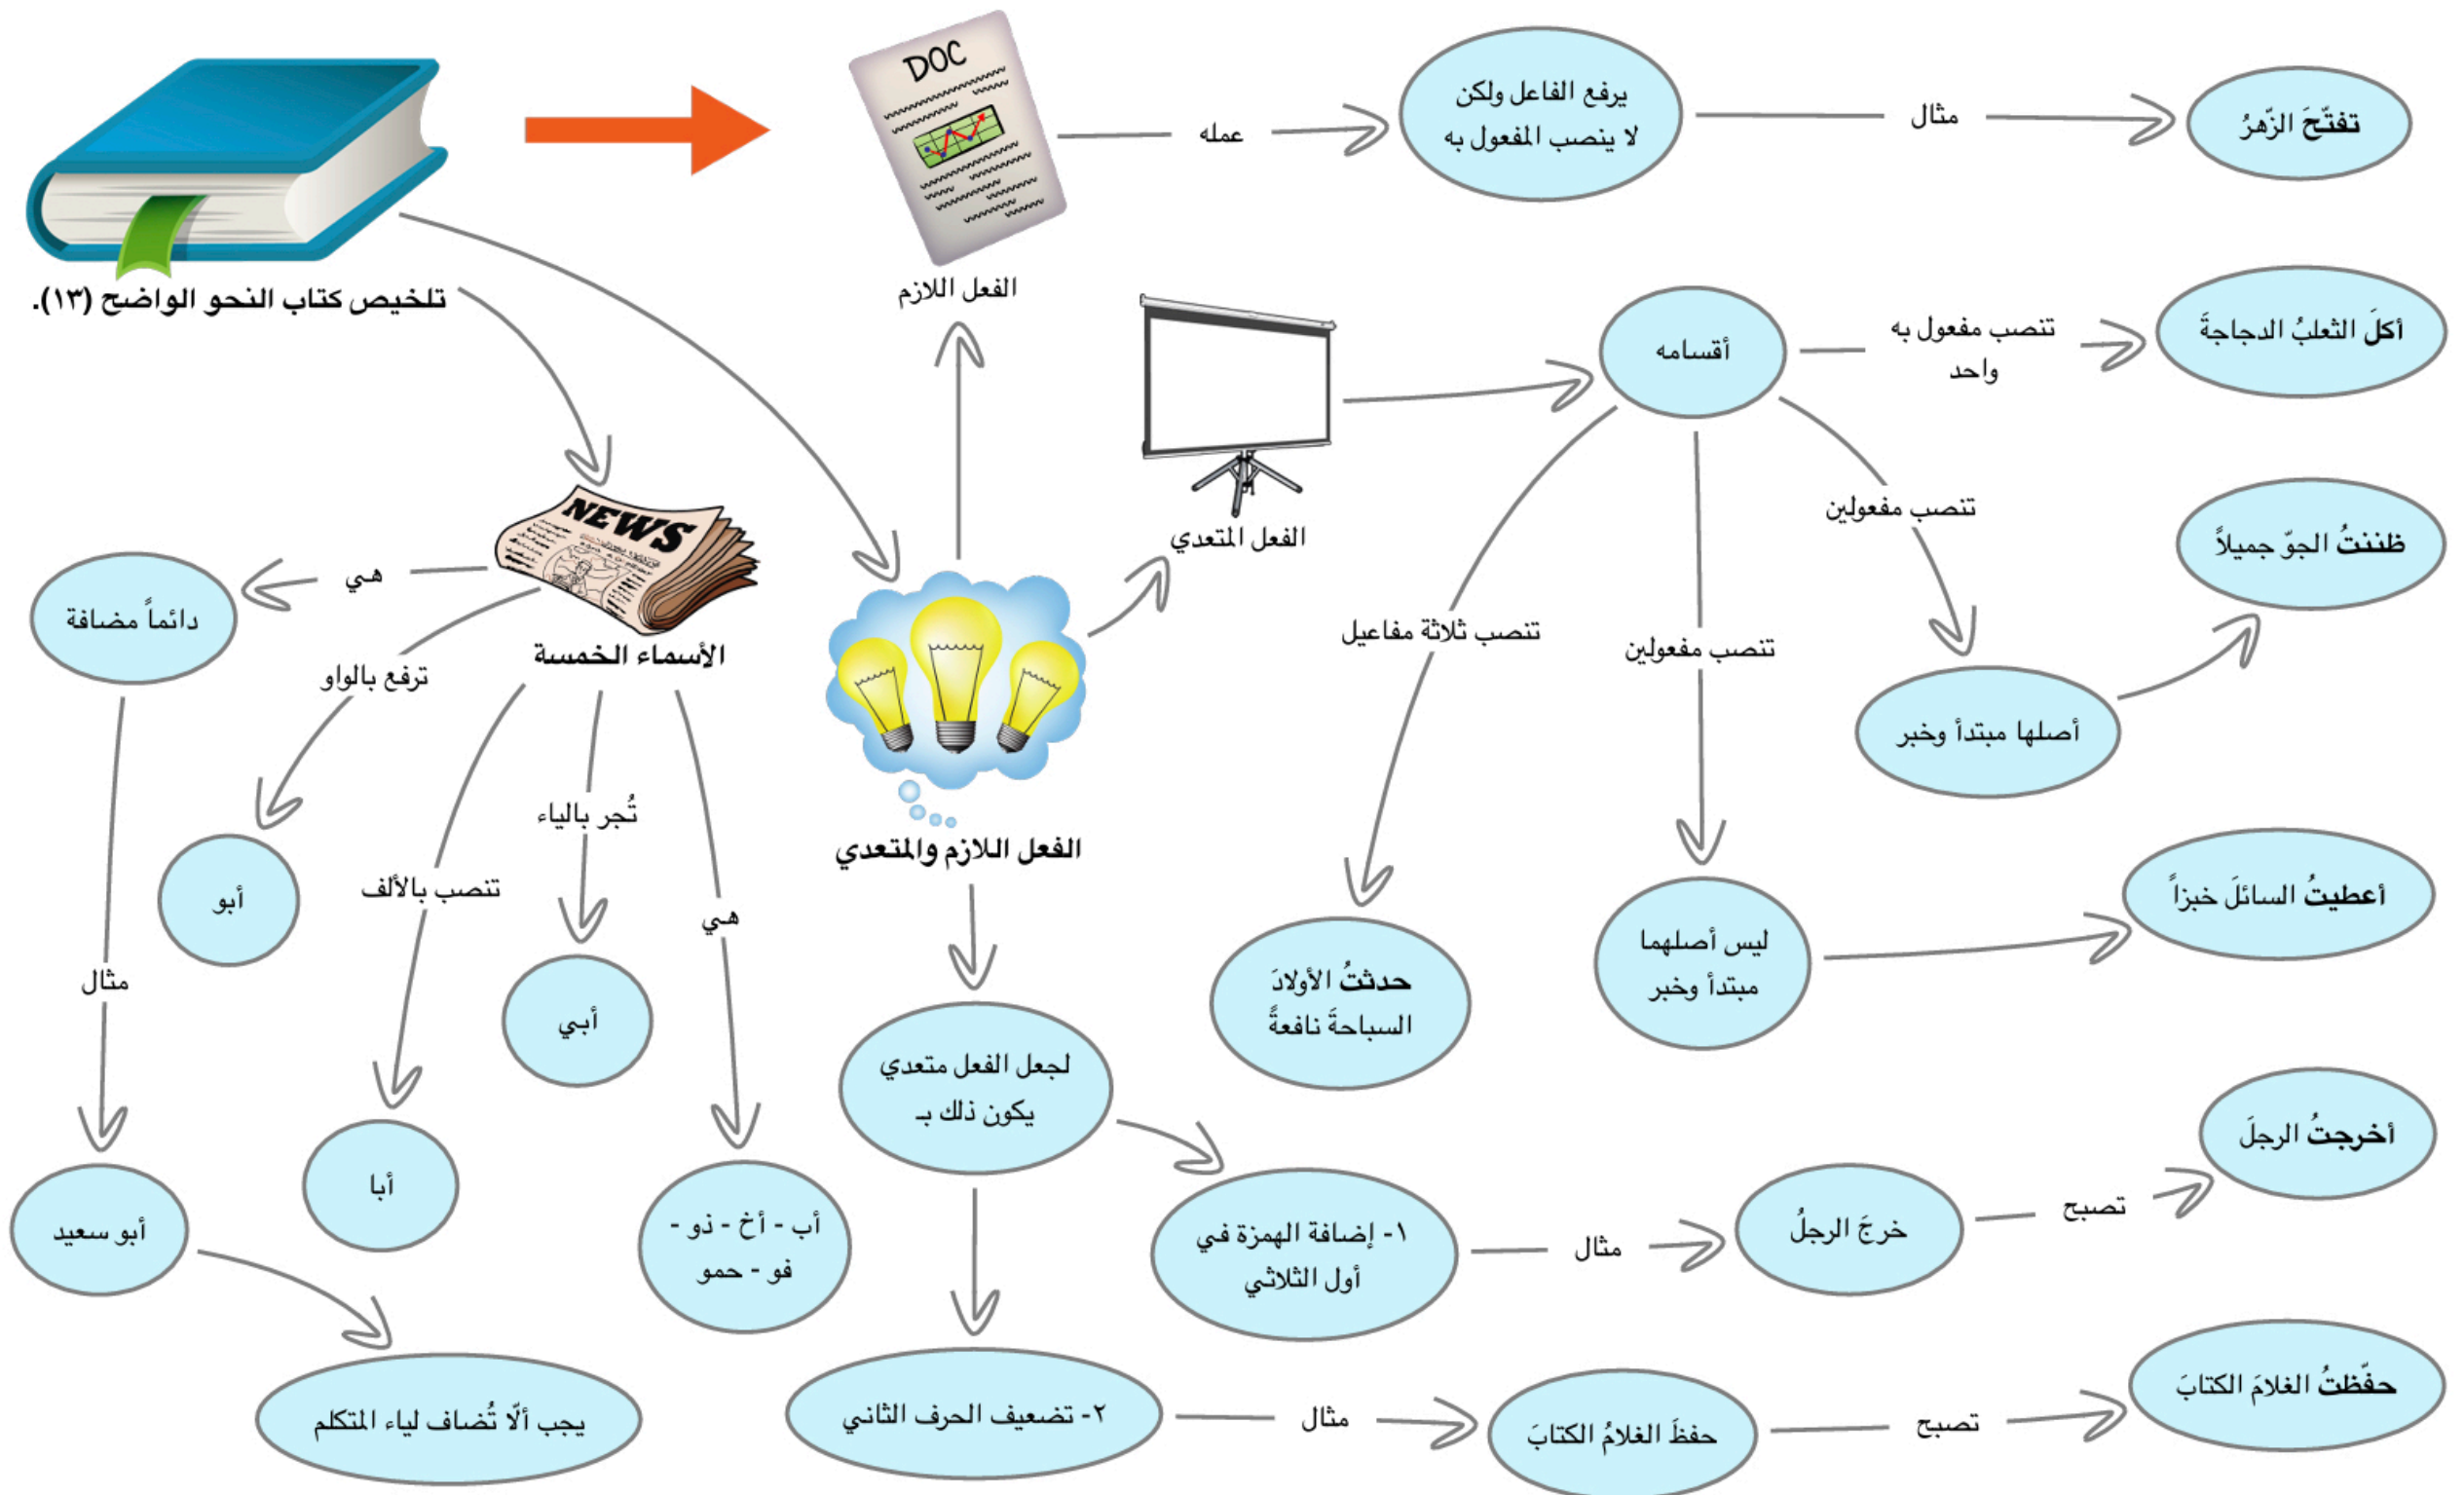 تلخيص كتاب النحو الواضح (١٣).
DOC
الفعل اللازم
عمله
يرفع الفاعل ولكن
لا ينصب المفعول به
مثال
تفتّحَ الزّهرُ
الفعل المتعدي
أقسامه
تنصب مفعول به
واحد
أكلَ الثعلبُ الدجاجةَ
تنصب مفعولين
أصلها مبتدأ وخبر
ظننتُ الجوّ جميلاً
تنصب مفعولين
ليس أصلهما
مبتدأ وخبر
أعطيتُ السائلَ خبزاً
تنصب ثلاثة مفاعيل
حدثتُ الأولادَ
السباحةَ نافعةً
الفعل اللازم والمتعدي
لجعل الفعل متعدي
يكون ذلك بـ
١- إضافة الهمزة في
أول الثلاثي
مثال
خرجَ الرجلُ
تصبح
أخرجتُ الرجلَ
٢- تضعيف الحرف الثاني
مثال
حفظَ الغلامُ الكتابَ
تصبح
حفّظتُ الغلامَ الكتابَ
NEWS
الأسماء الخمسة
هي
دائماً مضافة
مثال
أبو سعيد
يجب ألّا تُضاف لياء المتكلم
ترفع بالواو
أبو
تنصب بالألف
أبا
تُجر بالياء
أبي
هي
أب - أخ - ذو -
فو - حمو